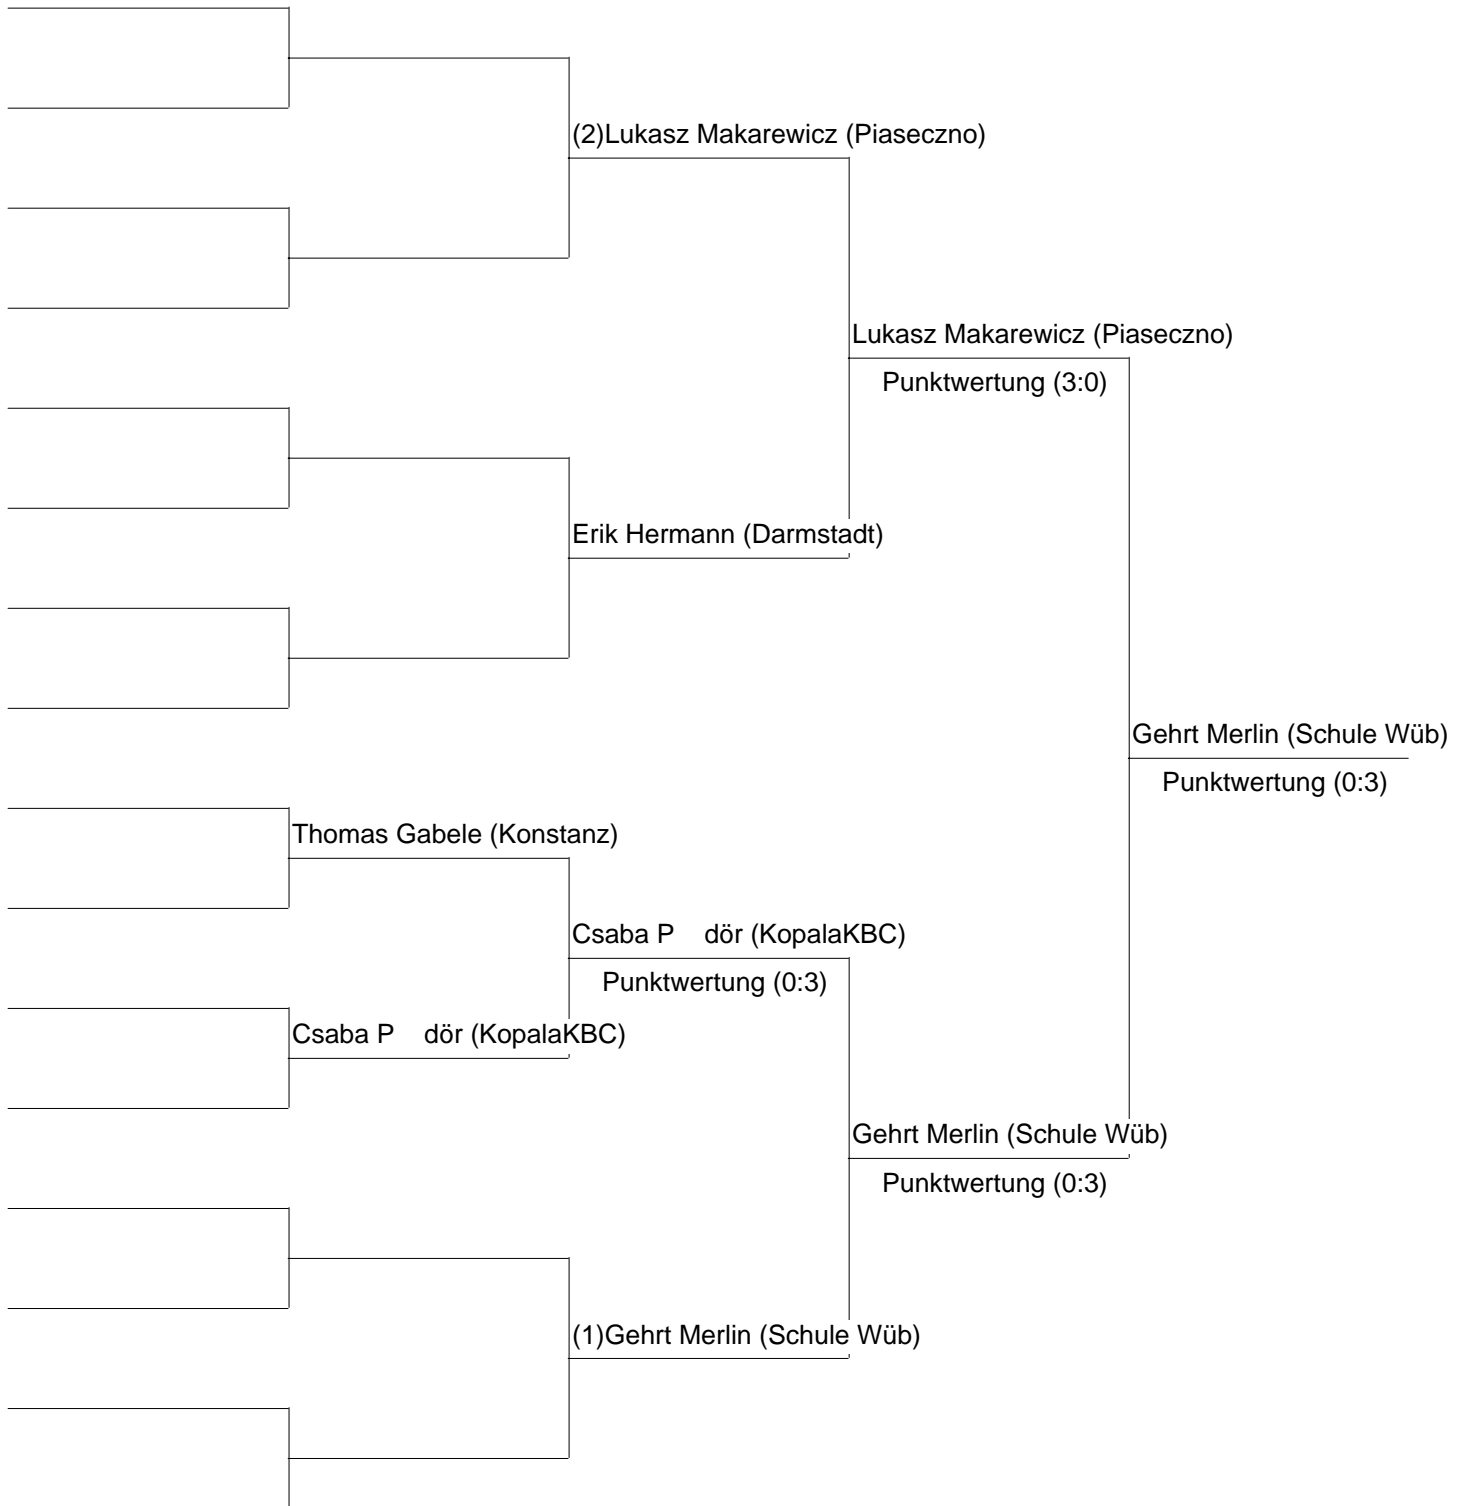 (2)Lukasz Makarewicz (Piaseczno)
Lukasz Makarewicz (Piaseczno)
Punktwertung (3:0)
Erik Hermann (Darmstadt)
Gehrt Merlin (Schule Wüb)
Punktwertung (0:3)
Thomas Gabele (Konstanz)
Csaba P dör (KopalaKBC)
Punktwertung (0:3)
Csaba P dör (KopalaKBC)
Gehrt Merlin (Schule Wüb)
Punktwertung (0:3)
(1)Gehrt Merlin (Schule Wüb)